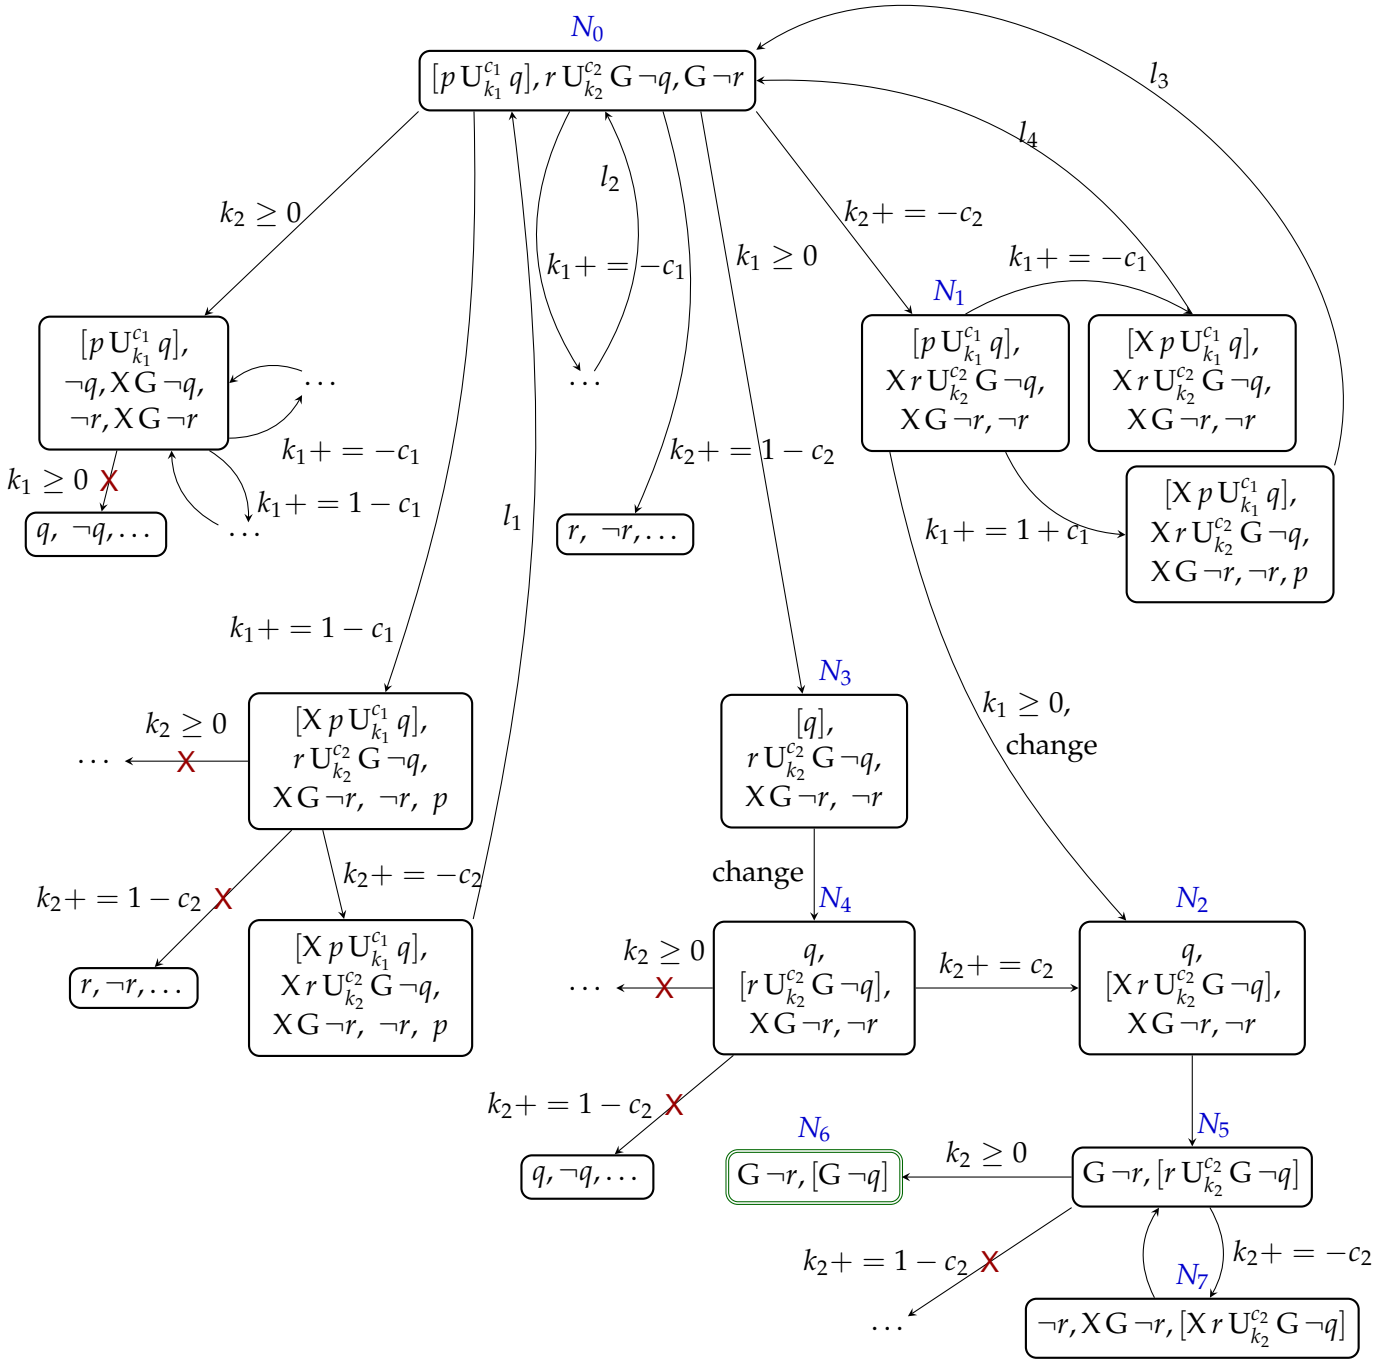 N₀
[p U^{c₁}_{k₁} q], r U^{c₂}_{k₂} G ¬q, G ¬r
l₃
l₄
l₂
k₂ ≥ 0
k₂+ = −c₂
k₁ ≥ 0
k₁+ = −c₁
k₁+ = −c₁
N₁
[p U^{c₁}_{k₁} q],
¬q, X G ¬q,
¬r, X G ¬r
. . .
. . .
[p U^{c₁}_{k₁} q],
X r U^{c₂}_{k₂} G ¬q,
X G ¬r, ¬r
[X p U^{c₁}_{k₁} q],
X r U^{c₂}_{k₂} G ¬q,
X G ¬r, ¬r
k₁+ = −c₁
k₂+ = 1 − c₂
k₁ ≥ 0
X
k₁+ = 1 − c₁
l₁
q, ¬q, . . .
. . .
r, ¬r, . . .
k₁+ = 1 + c₁
[X p U^{c₁}_{k₁} q],
X r U^{c₂}_{k₂} G ¬q,
X G ¬r, ¬r, p
k₁+ = 1 − c₁
N₃
k₂ ≥ 0
X
. . .
[X p U^{c₁}_{k₁} q],
r U^{c₂}_{k₂} G ¬q,
X G ¬r, ¬r, p
[q],
r U^{c₂}_{k₂} G ¬q,
X G ¬r, ¬r
k₁ ≥ 0,
change
k₂+ = 1 − c₂
X
k₂+ = −c₂
change
N₄
N₂
r, ¬r, . . .
[X p U^{c₁}_{k₁} q],
X r U^{c₂}_{k₂} G ¬q,
X G ¬r, ¬r, p
k₂ ≥ 0
X
. . .
q,
[r U^{c₂}_{k₂} G ¬q],
X G ¬r, ¬r
k₂+ = c₂
q,
[X r U^{c₂}_{k₂} G ¬q],
X G ¬r, ¬r
k₂+ = 1 − c₂
X
q, ¬q, . . .
N₆
N₅
G ¬r, [G ¬q]
k₂ ≥ 0
G ¬r, [r U^{c₂}_{k₂} G ¬q]
k₂+ = 1 − c₂
X
. . .
k₂+ = −c₂
N₇
¬r, X G ¬r, [X r U^{c₂}_{k₂} G ¬q]